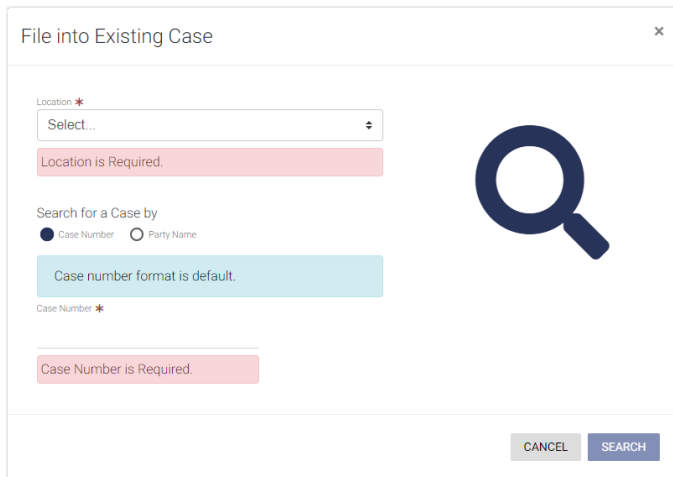 File into Existing Case
×
Location *
Select...
Location is Required.
Search for a Case by
Case Number Party Name
Case number format is default.
Case Number *
Case Number is Required.
CANCEL SEARCH